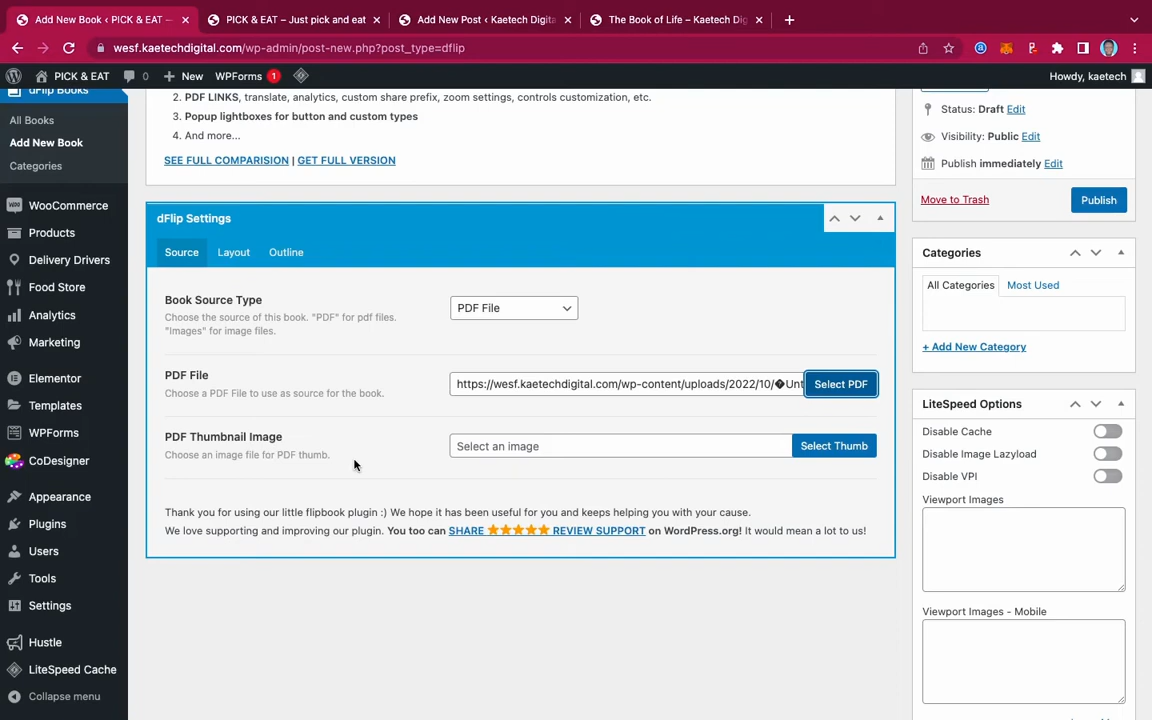 Add New Book ‹ PICK & EAT —
PICK & EAT – Just pick and eat
Add New Post ‹ Kaetech Digita
The Book of Life – Kaetech Dig
wesf.kaetechdigital.com/wp-admin/post-new.php?post_type=dflip
PICK & EAT
0
New
WPForms 1
Howdy, kaetech
dFlip Books
All Books
Add New Book
Categories
WooCommerce
Products
Delivery Drivers
Food Store
Analytics
Marketing
Elementor
Templates
WPForms
CoDesigner
Appearance
Plugins
Users
Tools
Settings
Hustle
LiteSpeed Cache
Collapse menu
2. PDF LINKS, translate, analytics, custom share prefix, zoom settings, controls customization, etc.
3. Popup lightboxes for button and custom types
4. And more...
SEE FULL COMPARISION | GET FULL VERSION
dFlip Settings
Source
Layout
Outline
Book Source Type
Choose the source of this book. "PDF" for pdf files.
"Images" for image files.
PDF File
PDF File
Choose a PDF File to use as source for the book.
https://wesf.kaetechdigital.com/wp-content/uploads/2022/10/�Unt
Select PDF
PDF Thumbnail Image
Choose an image file for PDF thumb.
Select an image
Select Thumb
Thank you for using our little flipbook plugin :) We hope it has been useful for you and keeps helping you with your cause.
We love supporting and improving our plugin. You too can SHARE ⭐⭐⭐⭐⭐ REVIEW SUPPORT on WordPress.org! It would mean a lot to us!
Status: Draft Edit
Visibility: Public Edit
Publish immediately Edit
Move to Trash
Publish
Categories
All Categories
Most Used
+ Add New Category
LiteSpeed Options
Disable Cache
Disable Image Lazyload
Disable VPI
Viewport Images
Viewport Images - Mobile